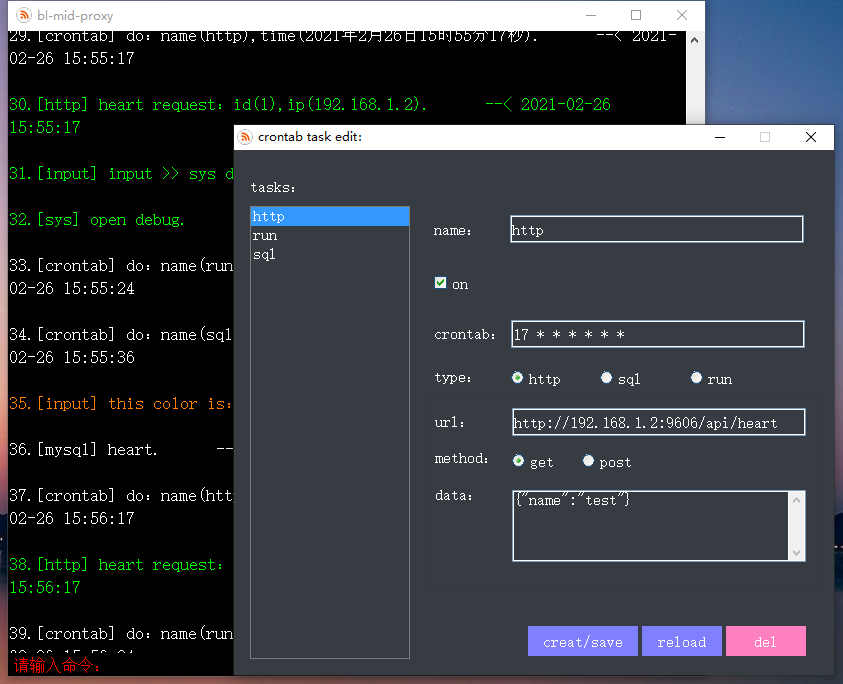 bl-mid-proxy
29.[crontab] do：name(http),time(2021年2月26日15时55分17秒).      --< 2021-
02-26 15:55:17
30.[http] heart request：id(1),ip(192.168.1.2).      --< 2021-02-26
15:55:17
31.[input] input >> sys d
32.[sys] open debug.
33.[crontab] do：name(run
02-26 15:55:24
34.[crontab] do：name(sql
02-26 15:55:36
35.[input] this color is：
36.[mysql] heart.      --
37.[crontab] do：name(htt
02-26 15:56:17
38.[http] heart request：
15:56:17
39.[crontab] do：name(run
请输入命令：
crontab task edit:
tasks：
http
run
sql
name：
http
on
crontab：
17 * * * * * *
type：
http
sql
run
url：
http://192.168.1.2:9606/api/heart
method：
get
post
data：
{"name":"test"}
creat/save
reload
del